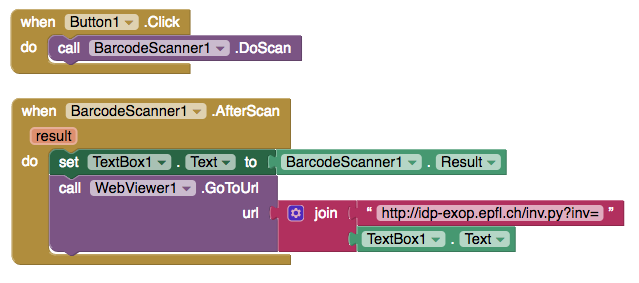 when Button1 .Click
do call BarcodeScanner1 .DoScan
when BarcodeScanner1 .AfterScan
result
do set TextBox1 . Text to BarcodeScanner1 . Result
call WebViewer1 .GoToUrl
url join “ http://idp-exop.epfl.ch/inv.py?inv= ”
TextBox1 . Text